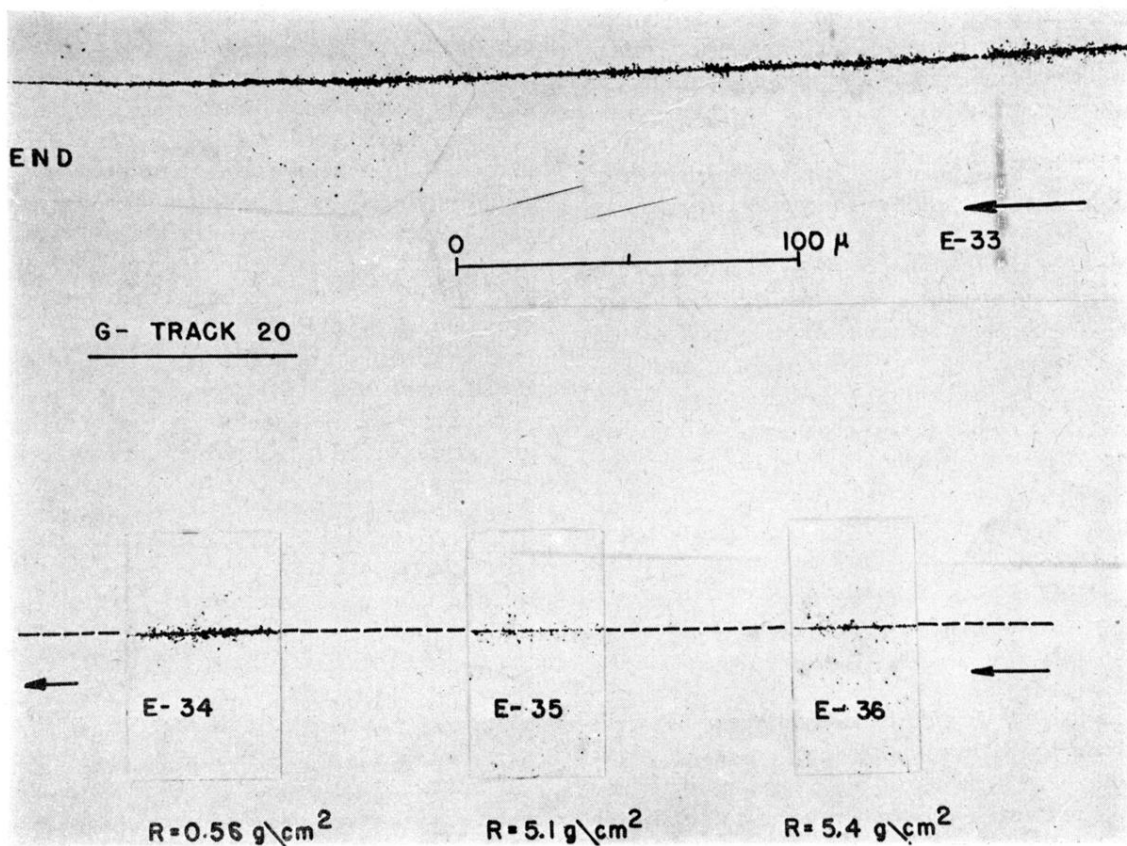 END
0 100 μ E-33
G- TRACK 20
E-34 E-35 E-36
R=0.56 g\cm² R=5.1 g\cm² R=5.4 g\cm²